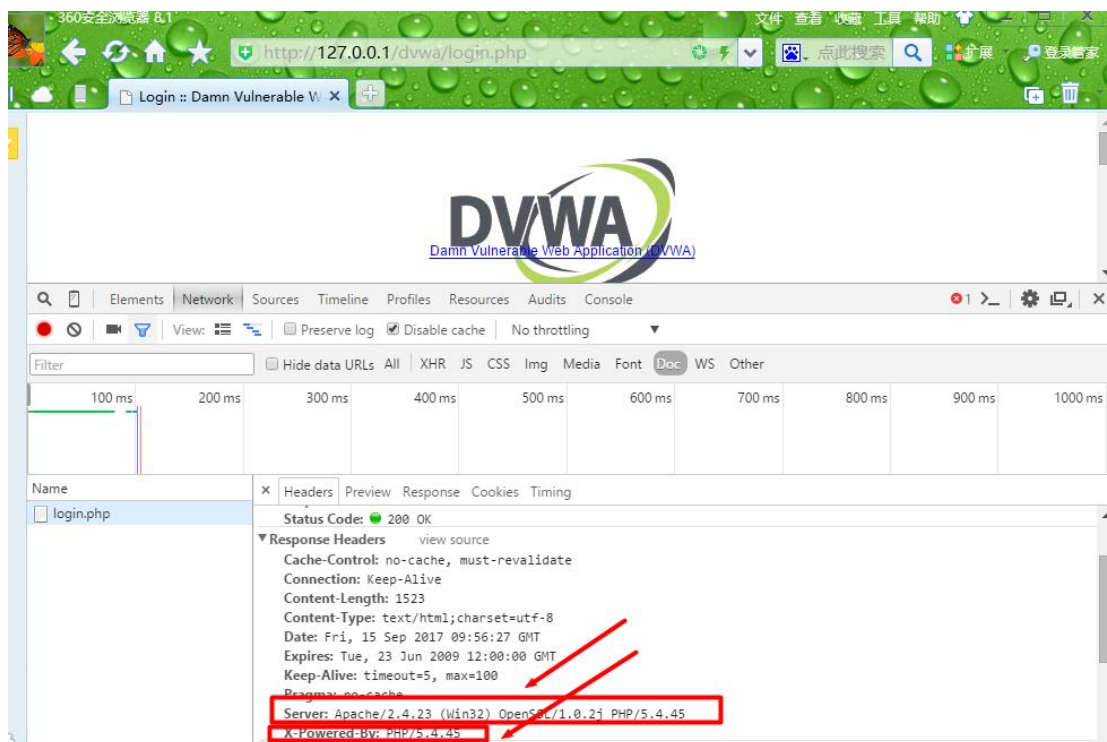 360安全浏览器 8.1
文件 查看 收藏 工具 帮助
http://127.0.0.1/dvwa/login.php
点此搜索
扩展
登录管家
Login :: Damn Vulnerable W
DVWA
Damn Vulnerable Web Application (DVWA)
Elements Network Sources Timeline Profiles Resources Audits Console
1
View: Preserve log Disable cache No throttling
Filter
Hide data URLs All XHR JS CSS Img Media Font Doc WS Other
100 ms 200 ms 300 ms 400 ms 500 ms 600 ms 700 ms 800 ms 900 ms 1000 ms
Name
× Headers Preview Response Cookies Timing
login.php
Status Code: 200 OK
Response Headers view source
Cache-Control: no-cache, must-revalidate
Connection: Keep-Alive
Content-Length: 1523
Content-Type: text/html;charset=utf-8
Date: Fri, 15 Sep 2017 09:56:27 GMT
Expires: Tue, 23 Jun 2009 12:00:00 GMT
Keep-Alive: timeout=5, max=100
Pragma: no-cache
Server: Apache/2.4.23 (Win32) OpenSSL/1.0.2j PHP/5.4.45
X-Powered-By: PHP/5.4.45